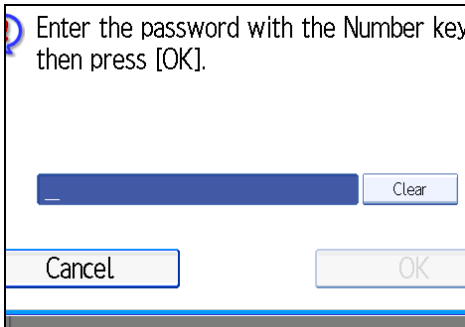 Enter the password with the Number key
then press [OK].
Clear
Cancel
OK